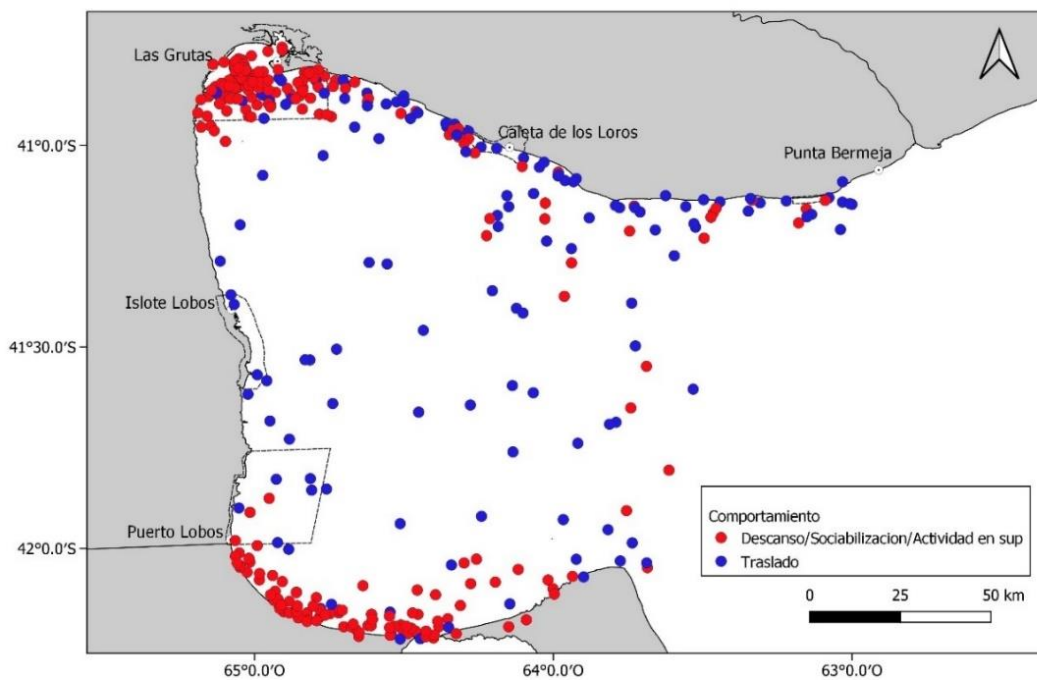 Las Grutas
41°0.0'S
Caleta de los Loros
Punta Bermeja
Islote Lobos
41°30.0'S
Puerto Lobos
42°0.0'S
Comportamiento
Descanso/Sociabilizacion/Actividad en sup
Traslado
0 25 50 km
65°0.0'O 64°0.0'O 63°0.0'O